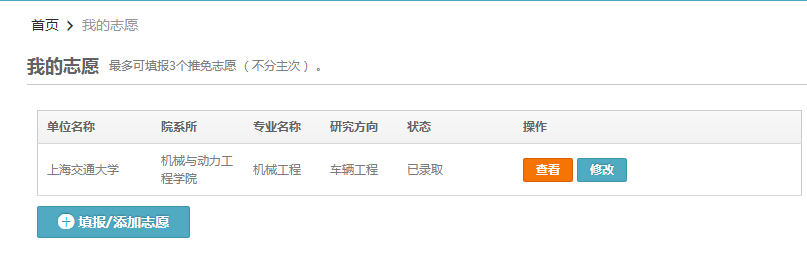 首页 > 我的志愿
我的志愿 最多可填报3个推免志愿（不分主次）。
单位名称 院系所 专业名称 研究方向 状态 操作
上海交通大学 机械与动力工 机械工程 车辆工程 已录取 查看 修改
程学院
填报/添加志愿